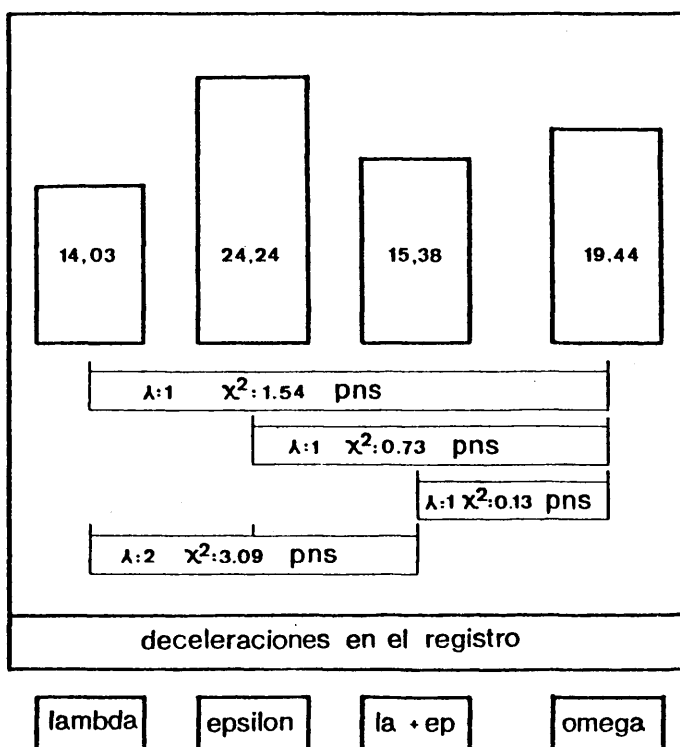 14,03 24,24 15,38 19.44
λ:1 χ²:1.54 pns
λ:1 χ²:0.73 pns
λ:1 χ²:0.13 pns
λ:2 χ²:3.09 pns
deceleraciones en el registro
lambda epsilon la + ep omega